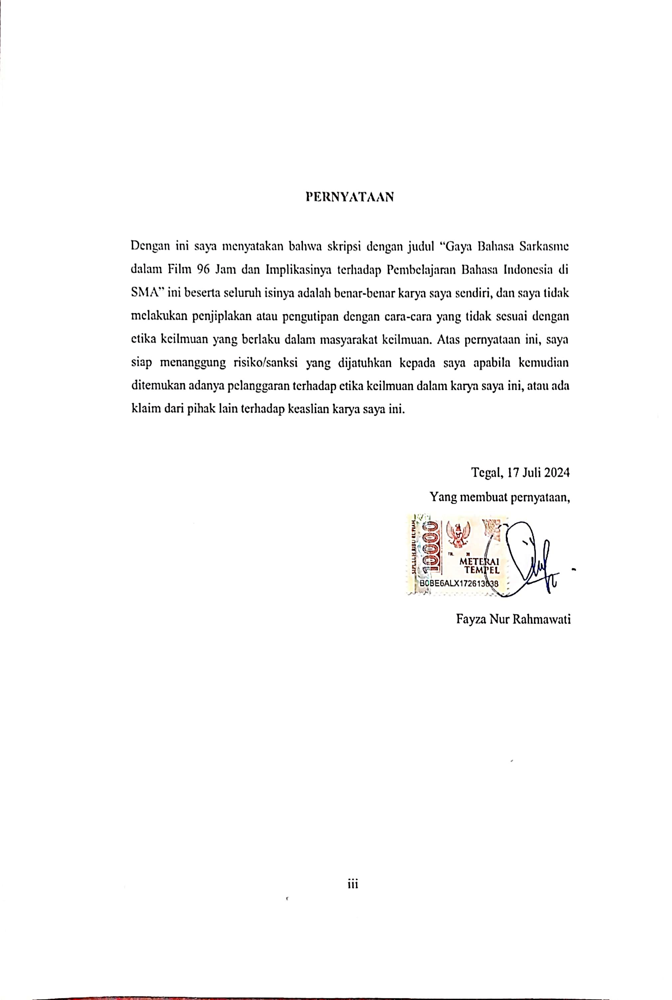 PERNYATAAN
Dengan ini saya menyatakan bahwa skripsi dengan judul “Gaya Bahasa Sarkasme
dalam Film 96 Jam dan Implikasinya terhadap Pembelajaran Bahasa Indonesia di
SMA” ini beserta seluruh isinya adalah benar-benar karya saya sendiri, dan saya tidak
melakukan penjiplakan atau pengutipan dengan cara-cara yang tidak sesuai dengan
etika keilmuan yang berlaku dalam masyarakat keilmuan. Atas pernyataan ini, saya
siap menanggung risiko/sanksi yang dijatuhkan kepada saya apabila kemudian
ditemukan adanya pelanggaran terhadap etika keilmuan dalam karya saya ini, atau ada
klaim dari pihak lain terhadap keaslian karya saya ini.
Tegal, 17 Juli 2024
Yang membuat pernyataan,
SEPULUH RIBU RUPIAH
10000
METERAI
TEMPEL
B0BE6ALX172613638
Fayza Nur Rahmawati
iii